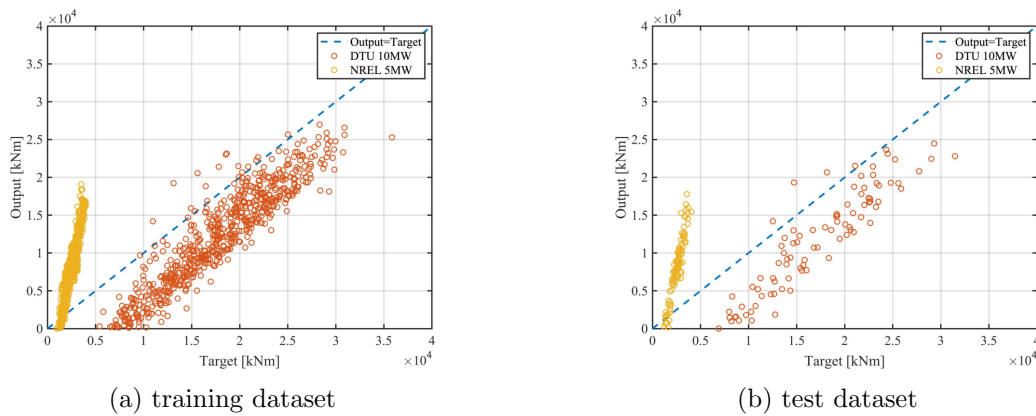 ×10⁴
Output [kNm]
4
3.5
3
2.5
2
1.5
1
0.5
0
Output=Target
DTU 10MW
NREL 5MW
0 0.5 1 1.5 2 2.5 3 3.5 4
Target [kNm]
×10⁴
(a) training dataset
×10⁴
Output [kNm]
4
3.5
3
2.5
2
1.5
1
0.5
0
Output=Target
DTU 10MW
NREL 5MW
0 0.5 1 1.5 2 2.5 3 3.5 4
Target [kNm]
×10⁴
(b) test dataset